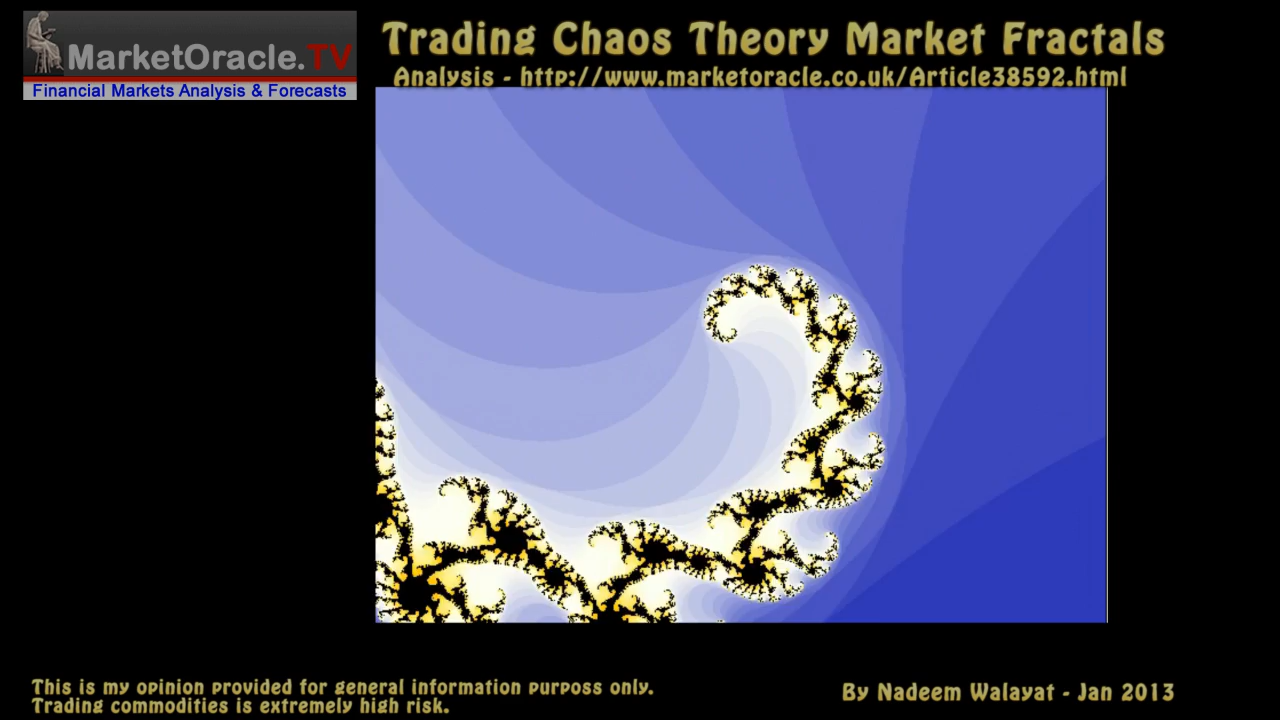 MarketOracle.TV
Financial Markets Analysis & Forecasts
Trading Chaos Theory Market Fractals
Analysis - http://www.marketoracle.co.uk/Article38592.html
This is my opinion provided for general information purposs only.
Trading commodities is extremely high risk.
By Nadeem Walayat - Jan 2013